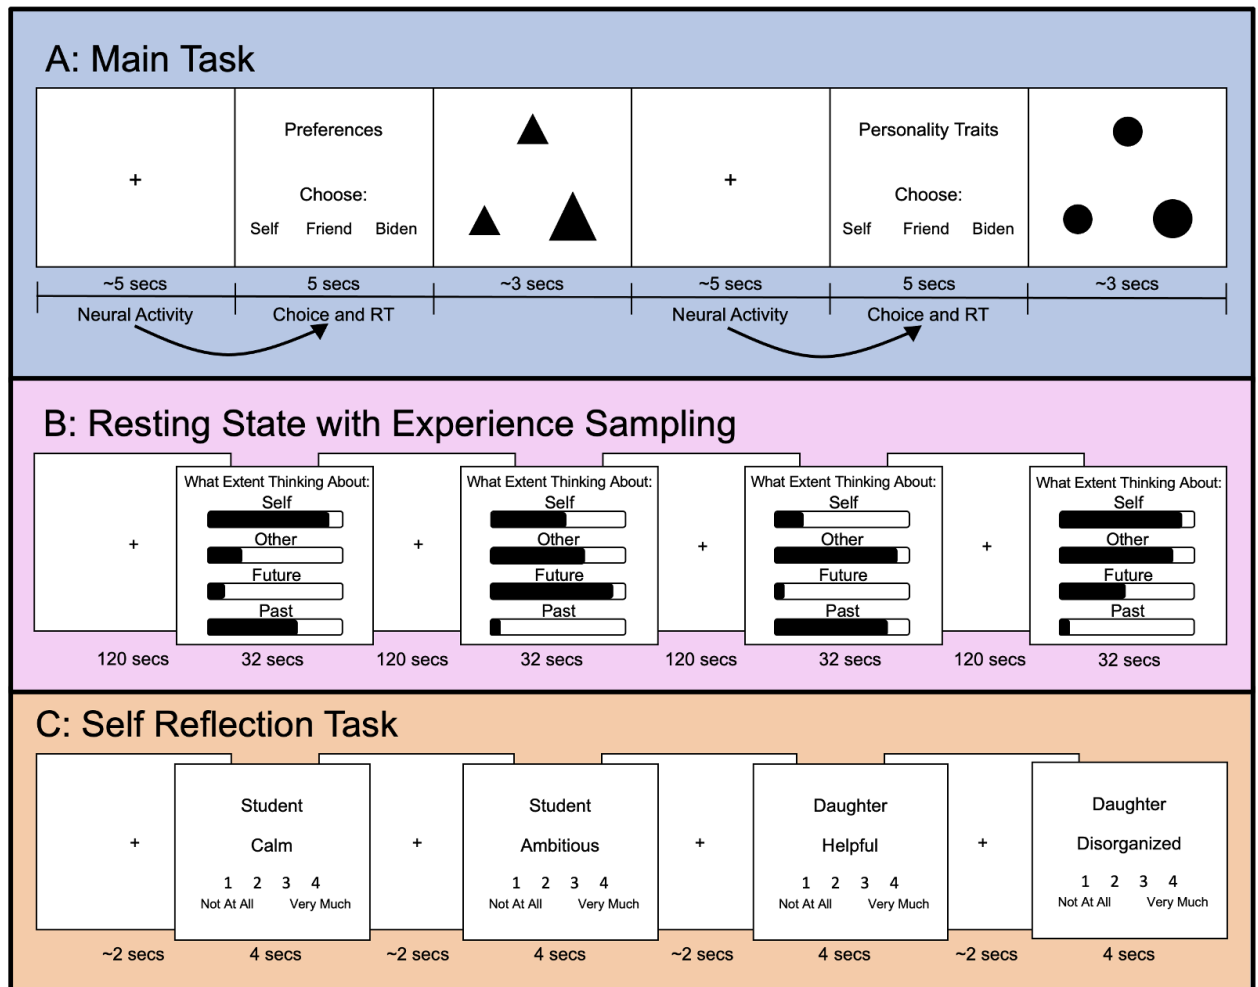 A: Main Task
+
Preferences
Choose:
Self Friend Biden
+
Personality Traits
Choose:
Self Friend Biden
~5 secs 5 secs ~3 secs ~5 secs 5 secs ~3 secs
Neural Activity Choice and RT Neural Activity Choice and RT
B: Resting State with Experience Sampling
+
What Extent Thinking About:
Self
Other
Future
Past
+
What Extent Thinking About:
Self
Other
Future
Past
+
What Extent Thinking About:
Self
Other
Future
Past
+
What Extent Thinking About:
Self
Other
Future
Past
120 secs 32 secs 120 secs 32 secs 120 secs 32 secs 120 secs 32 secs
C: Self Reflection Task
+
Student
Calm
1 2 3 4
Not At All Very Much
+
Student
Ambitious
1 2 3 4
Not At All Very Much
+
Daughter
Helpful
1 2 3 4
Not At All Very Much
+
Daughter
Disorganized
1 2 3 4
Not At All Very Much
~2 secs 4 secs ~2 secs 4 secs ~2 secs 4 secs ~2 secs 4 secs